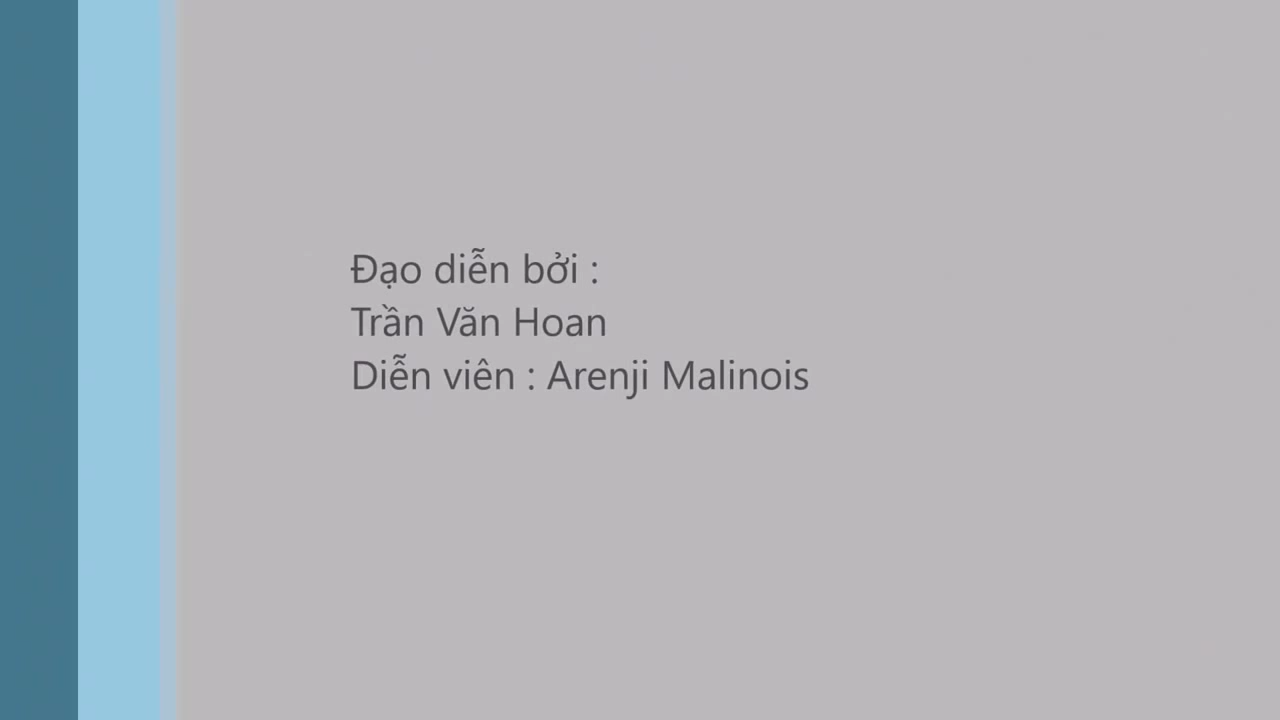 Đạo diễn bởi :
Trần Văn Hoan
Diễn viên : Arenji Malinois